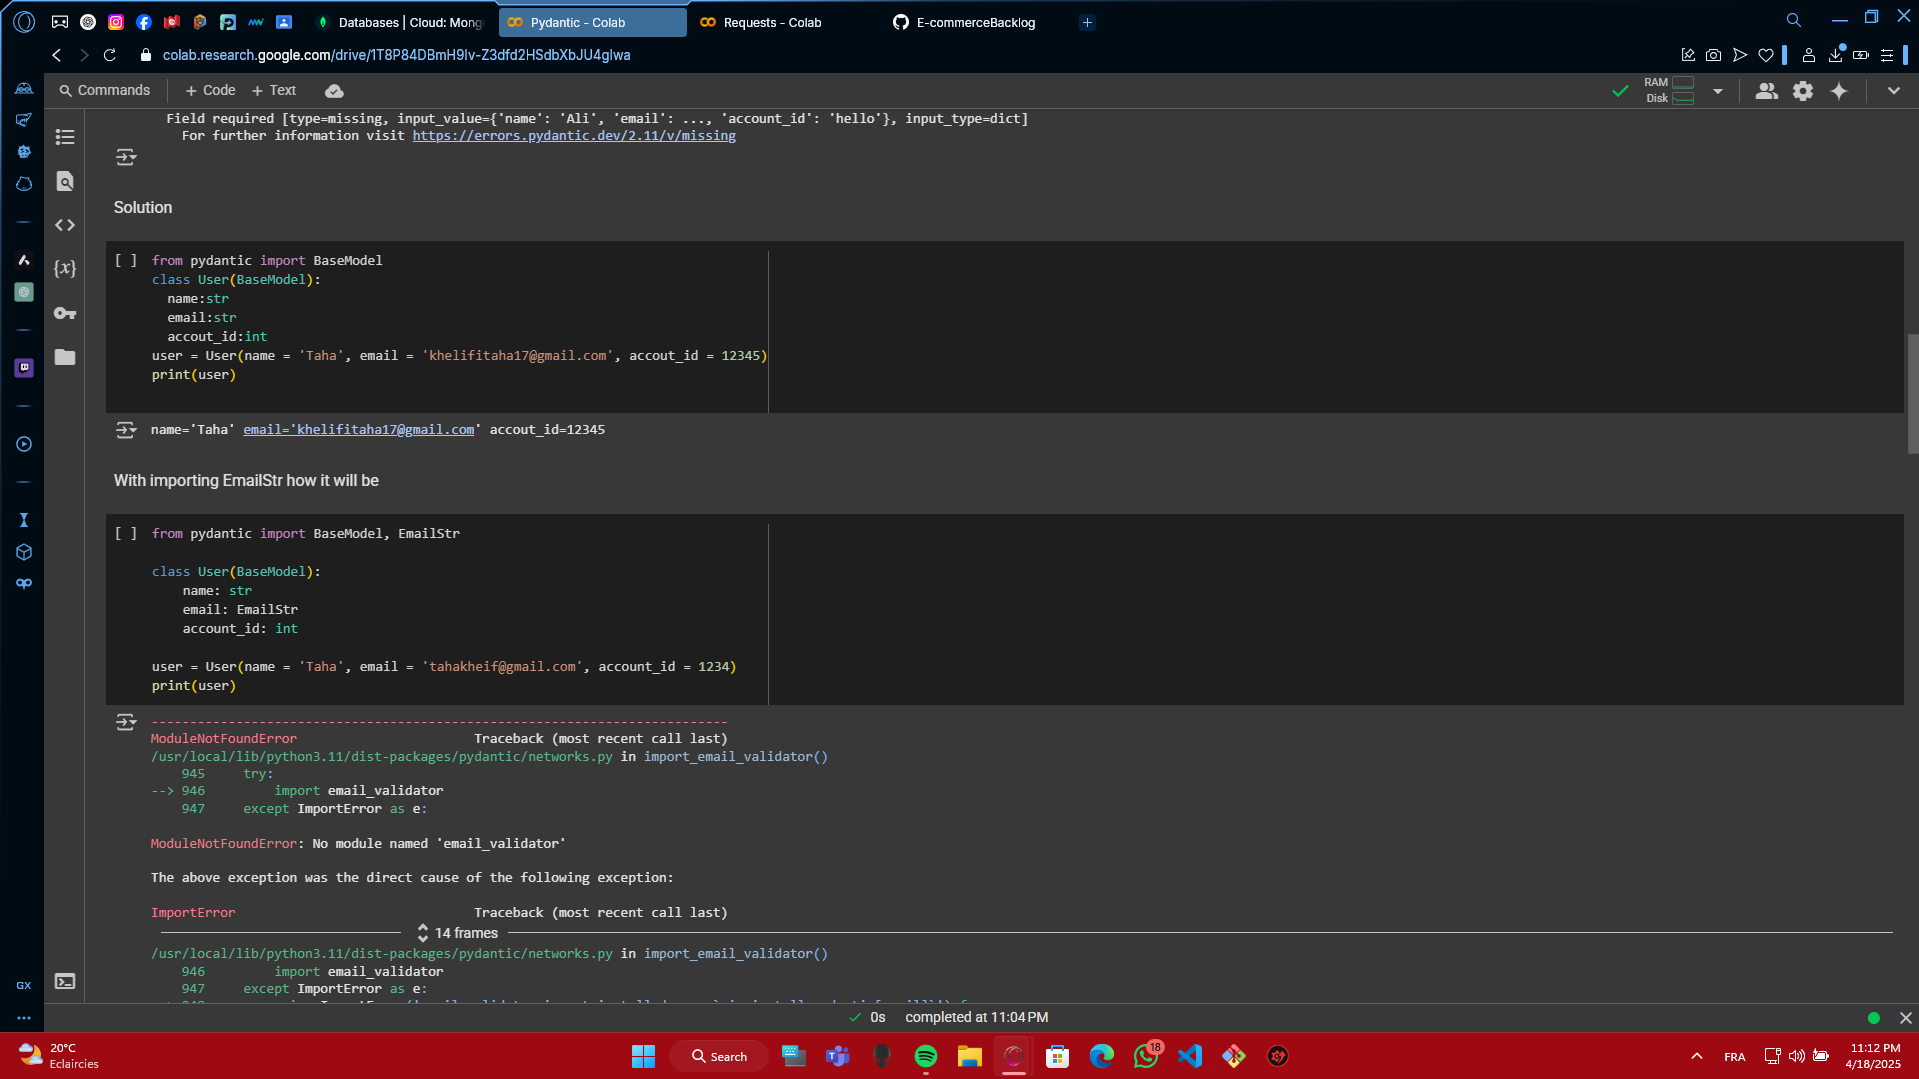 Databases | Cloud: Mong
Pydantic - Colab
Requests - Colab
E-commerceBacklog
colab.research.google.com/drive/1T8P84DBmH9Iv-Z3dfd2HSdbXbJU4glwa
Commands
+ Code + Text
RAM
Disk
Field required [type=missing, input_value={'name': 'Ali', 'email': ..., 'account_id': 'hello'}, input_type=dict]
For further information visit https://errors.pydantic.dev/2.11/v/missing
Solution
[ ] from pydantic import BaseModel
class User(BaseModel):
name:str
email:str
accout_id:int
user = User(name = 'Taha', email = 'khelifitaha17@gmail.com', accout_id = 12345)
print(user)
name='Taha' email='khelifitaha17@gmail.com' accout_id=12345
With importing EmailStr how it will be
[ ] from pydantic import BaseModel, EmailStr
class User(BaseModel):
name: str
email: EmailStr
account_id: int
user = User(name = 'Taha', email = 'tahakheif@gmail.com', account_id = 1234)
print(user)
---------------------------------------------------------------------------
ModuleNotFoundError Traceback (most recent call last)
/usr/local/lib/python3.11/dist-packages/pydantic/networks.py in import_email_validator()
945 try:
--> 946 import email_validator
947 except ImportError as e:
ModuleNotFoundError: No module named 'email_validator'
The above exception was the direct cause of the following exception:
ImportError Traceback (most recent call last)
14 frames
/usr/local/lib/python3.11/dist-packages/pydantic/networks.py in import_email_validator()
946 import email_validator
947 except ImportError as e:
0s completed at 11:04 PM
GX
20°C
Eclaircies
Search
18
FRA
11:12 PM
4/18/2025